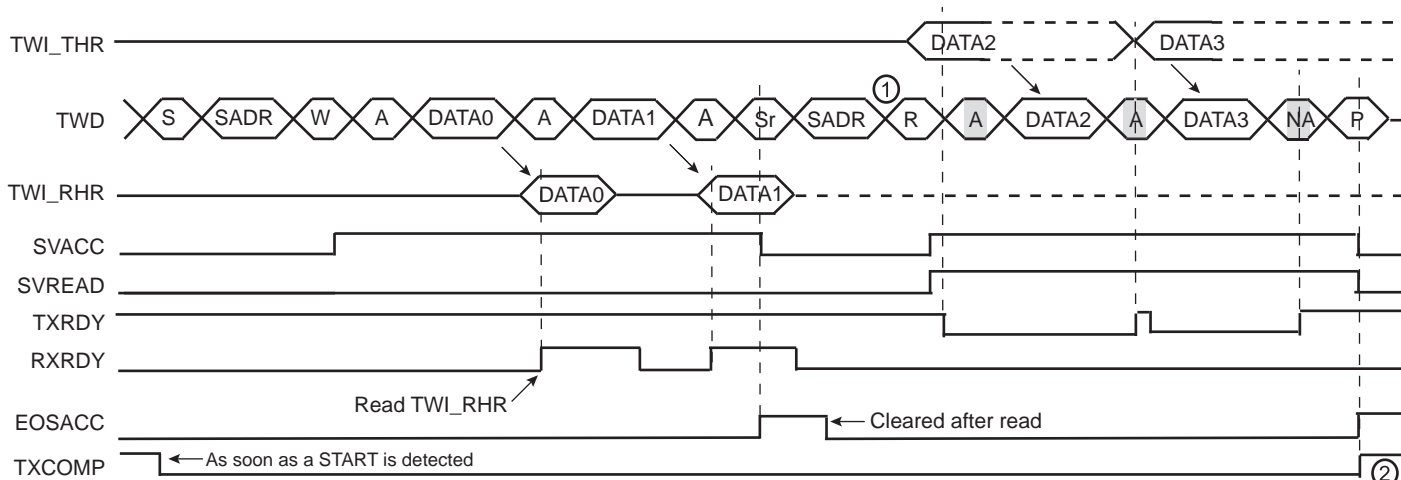 TWI_THR DATA2 DATA3
①
TWD S SADR W A DATA0 A DATA1 A Sr SADR R A DATA2 A DATA3 NA P
TWI_RHR DATA0 DATA1
SVACC
SVREAD
TXRDY
RXRDY
Read TWI_RHR
EOSACC Cleared after read
TXCOMP As soon as a START is detected ②